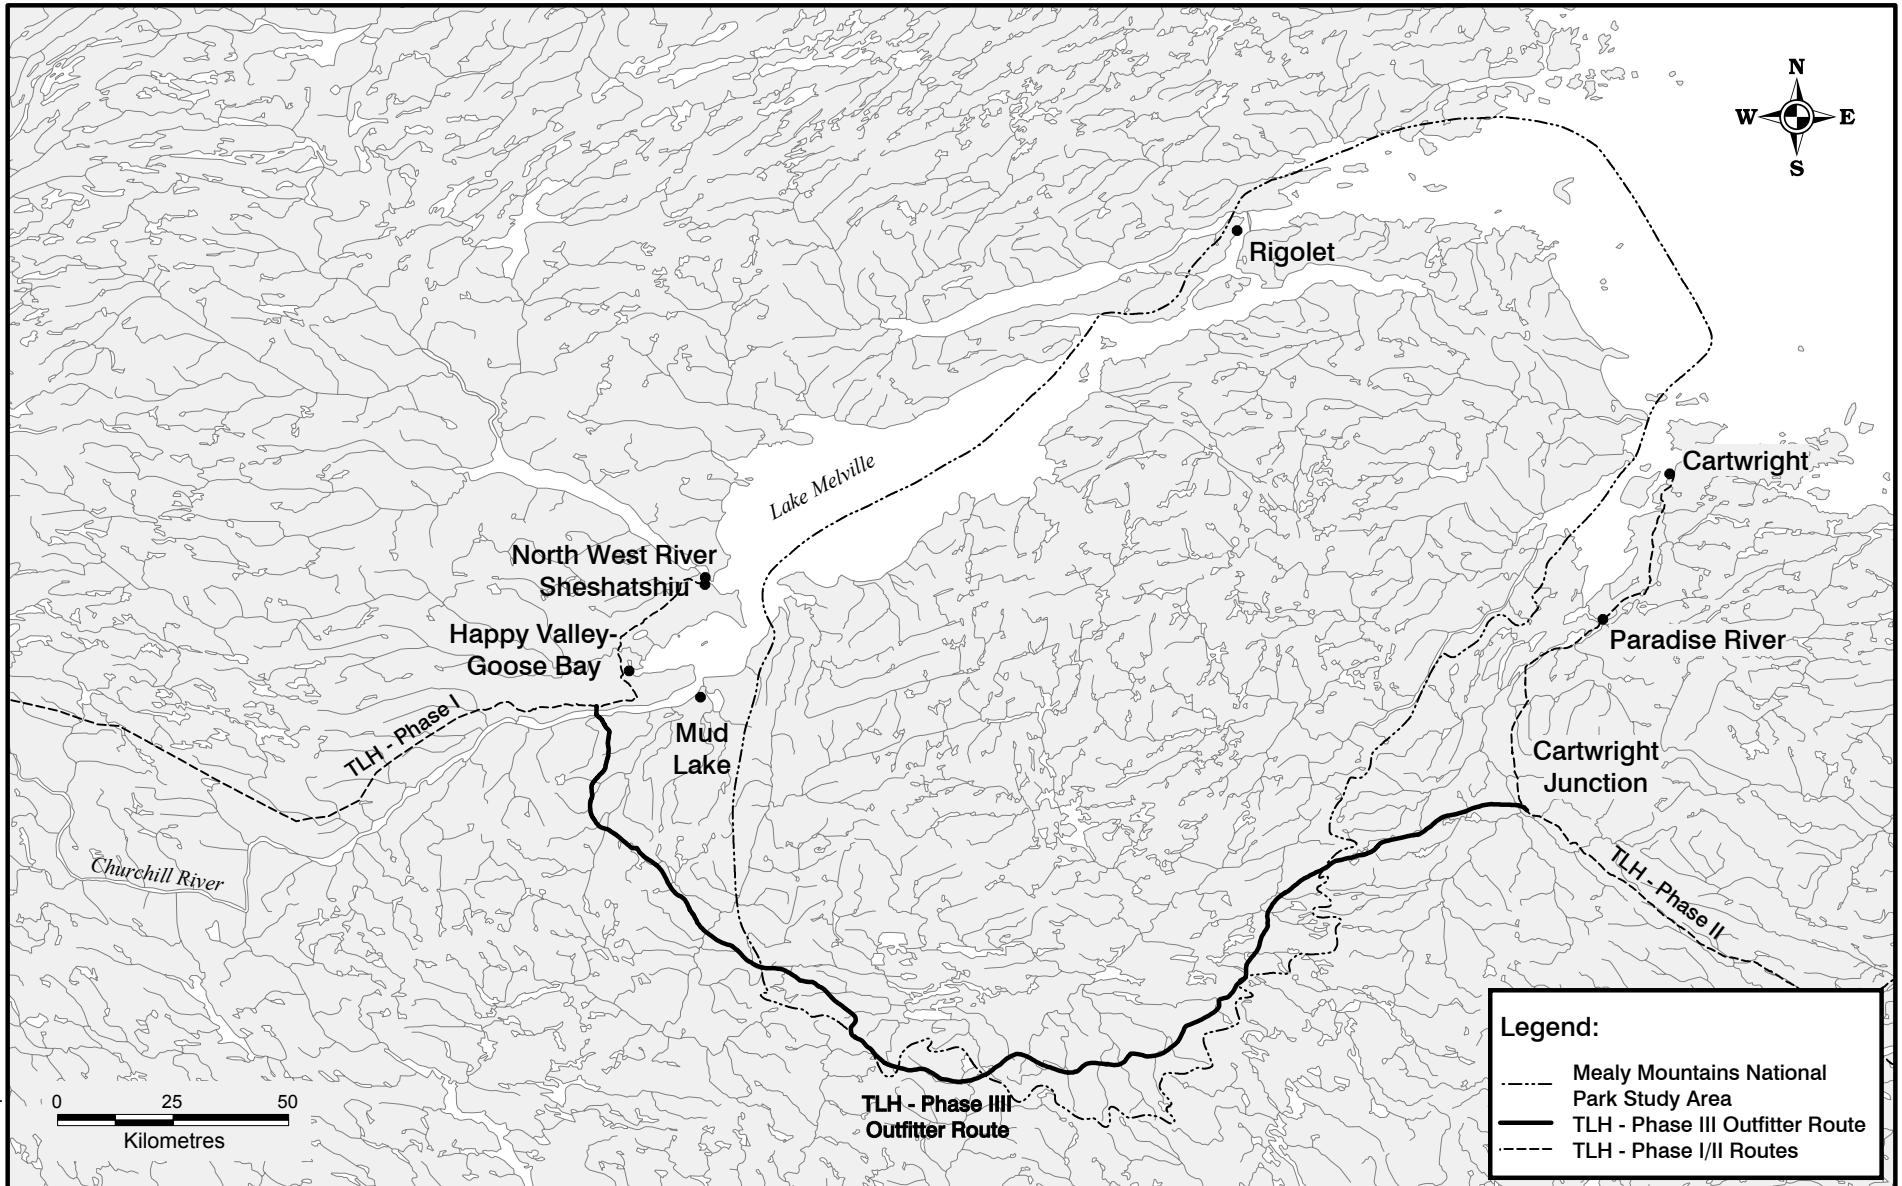 N
W E
S
Rigolet
Cartwright
Lake Melville
North West River
Sheshatshiu
Happy Valley-
Goose Bay
Paradise River
Mud
Lake
TLH - Phase I
Cartwright
Junction
Churchill River
TLH - Phase II
TLH - Phase IIII
Outfitter Route
0 25 50
Kilometres
Legend:
Mealy Mountains National
Park Study Area
TLH - Phase III Outfitter Route
TLH - Phase I/II Routes